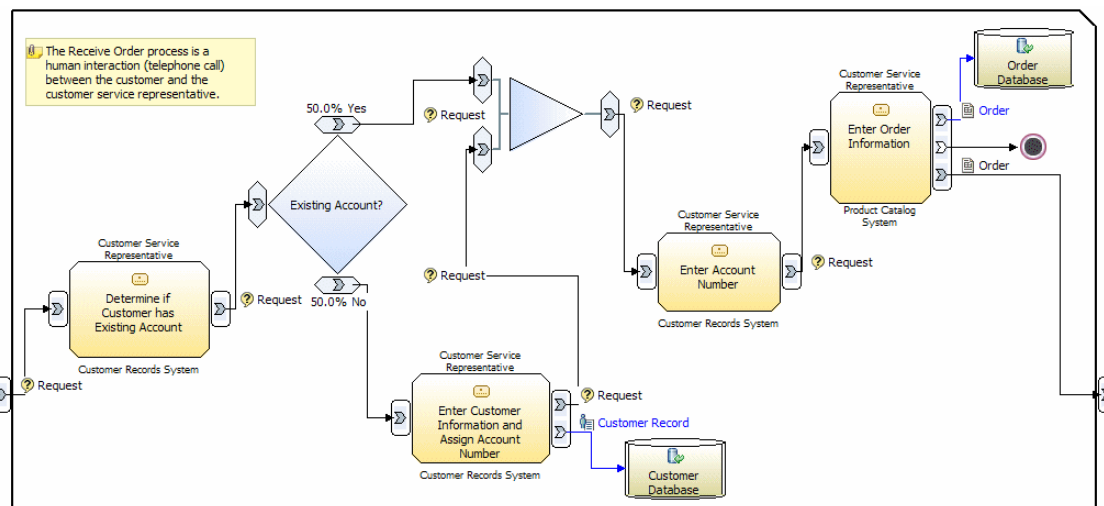 The Receive Order process is a
human interaction (telephone call)
between the customer and the
customer service representative.
50.0% Yes
Existing Account?
50.0% No
Customer Service
Representative
Determine if
Customer has
Existing Account
Customer Records System
Request
Request
Request
Request
Customer Service
Representative
Enter Customer
Information and
Assign Account
Number
Customer Records System
Request
Customer Record
Customer
Database
Request
Customer Service
Representative
Enter Account
Number
Customer Records System
Request
Customer Service
Representative
Enter Order
Information
Product Catalog
System
Order
Database
Order
Order